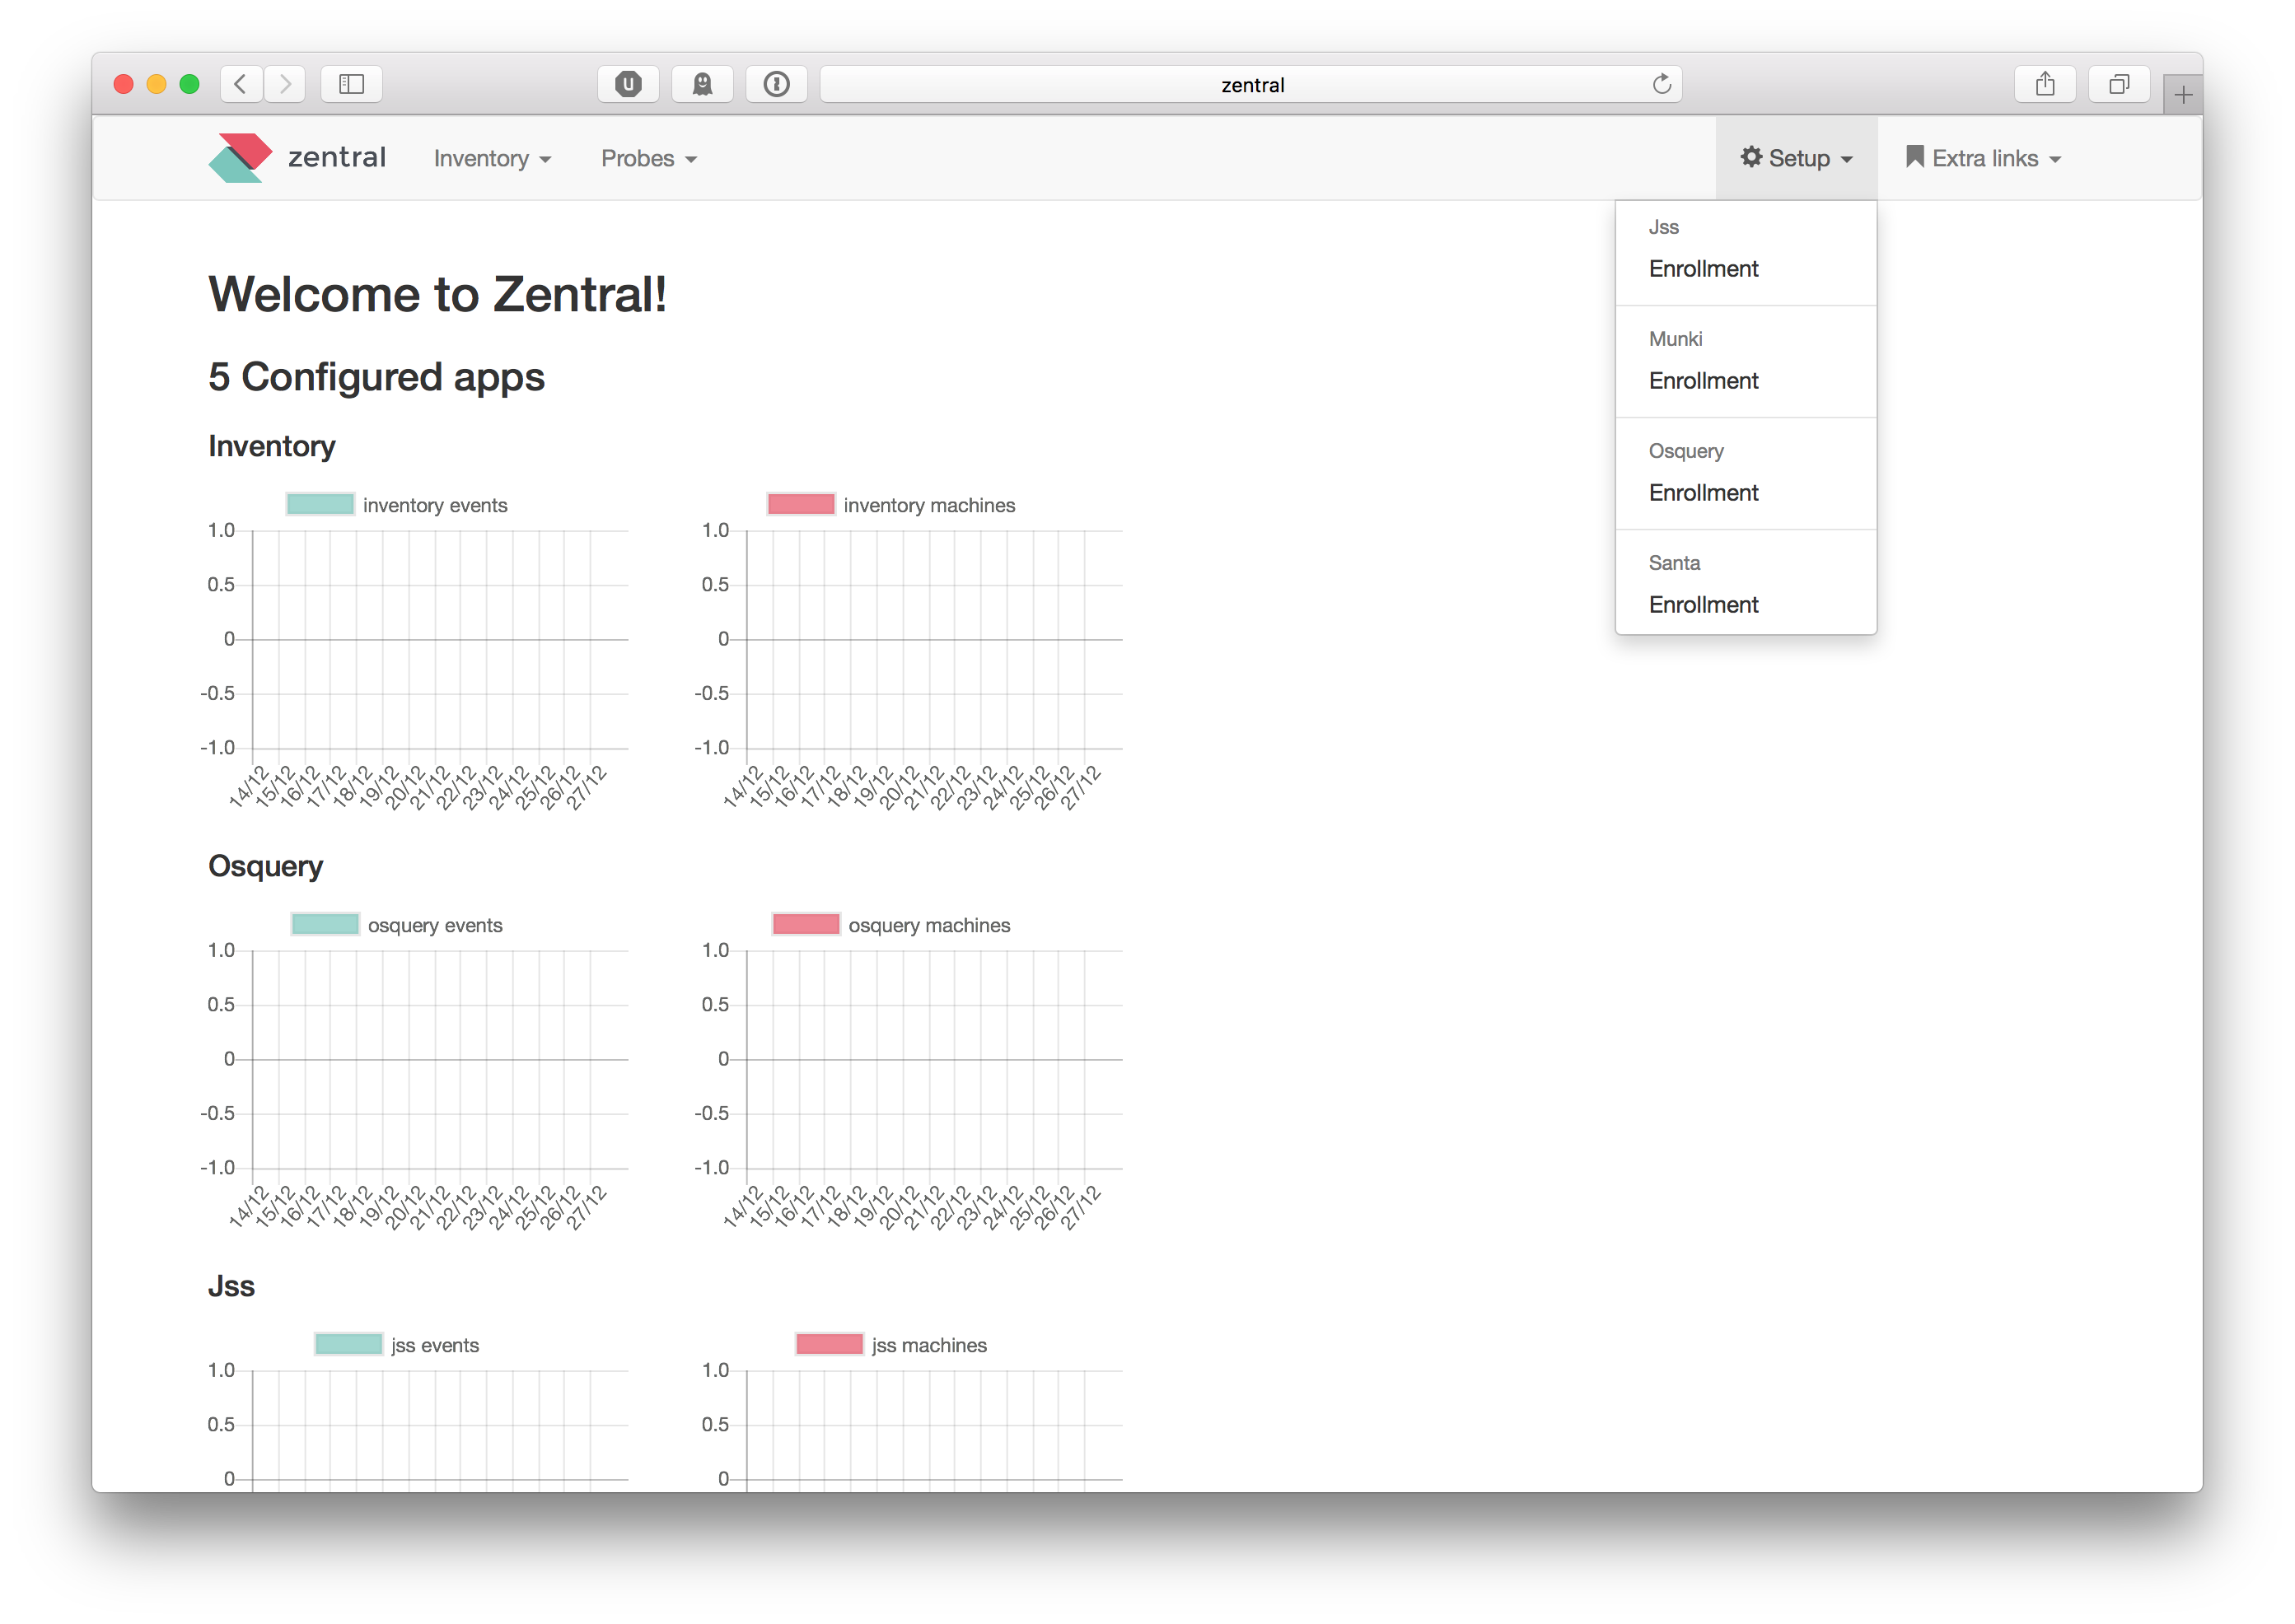 zentral
zentral Inventory Probes Setup Extra links
Jss
Enrollment
Munki
Enrollment
Osquery
Enrollment
Santa
Enrollment
Welcome to Zentral!
5 Configured apps
Inventory
inventory events
1.0
0.5
0
-0.5
-1.0
14/12 15/12 16/12 17/12 18/12 19/12 20/12 21/12 22/12 23/12 24/12 25/12 26/12 27/12
inventory machines
1.0
0.5
0
-0.5
-1.0
14/12 15/12 16/12 17/12 18/12 19/12 20/12 21/12 22/12 23/12 24/12 25/12 26/12 27/12
Osquery
osquery events
1.0
0.5
0
-0.5
-1.0
14/12 15/12 16/12 17/12 18/12 19/12 20/12 21/12 22/12 23/12 24/12 25/12 26/12 27/12
osquery machines
1.0
0.5
0
-0.5
-1.0
14/12 15/12 16/12 17/12 18/12 19/12 20/12 21/12 22/12 23/12 24/12 25/12 26/12 27/12
Jss
jss events
1.0
0.5
0
jss machines
1.0
0.5
0